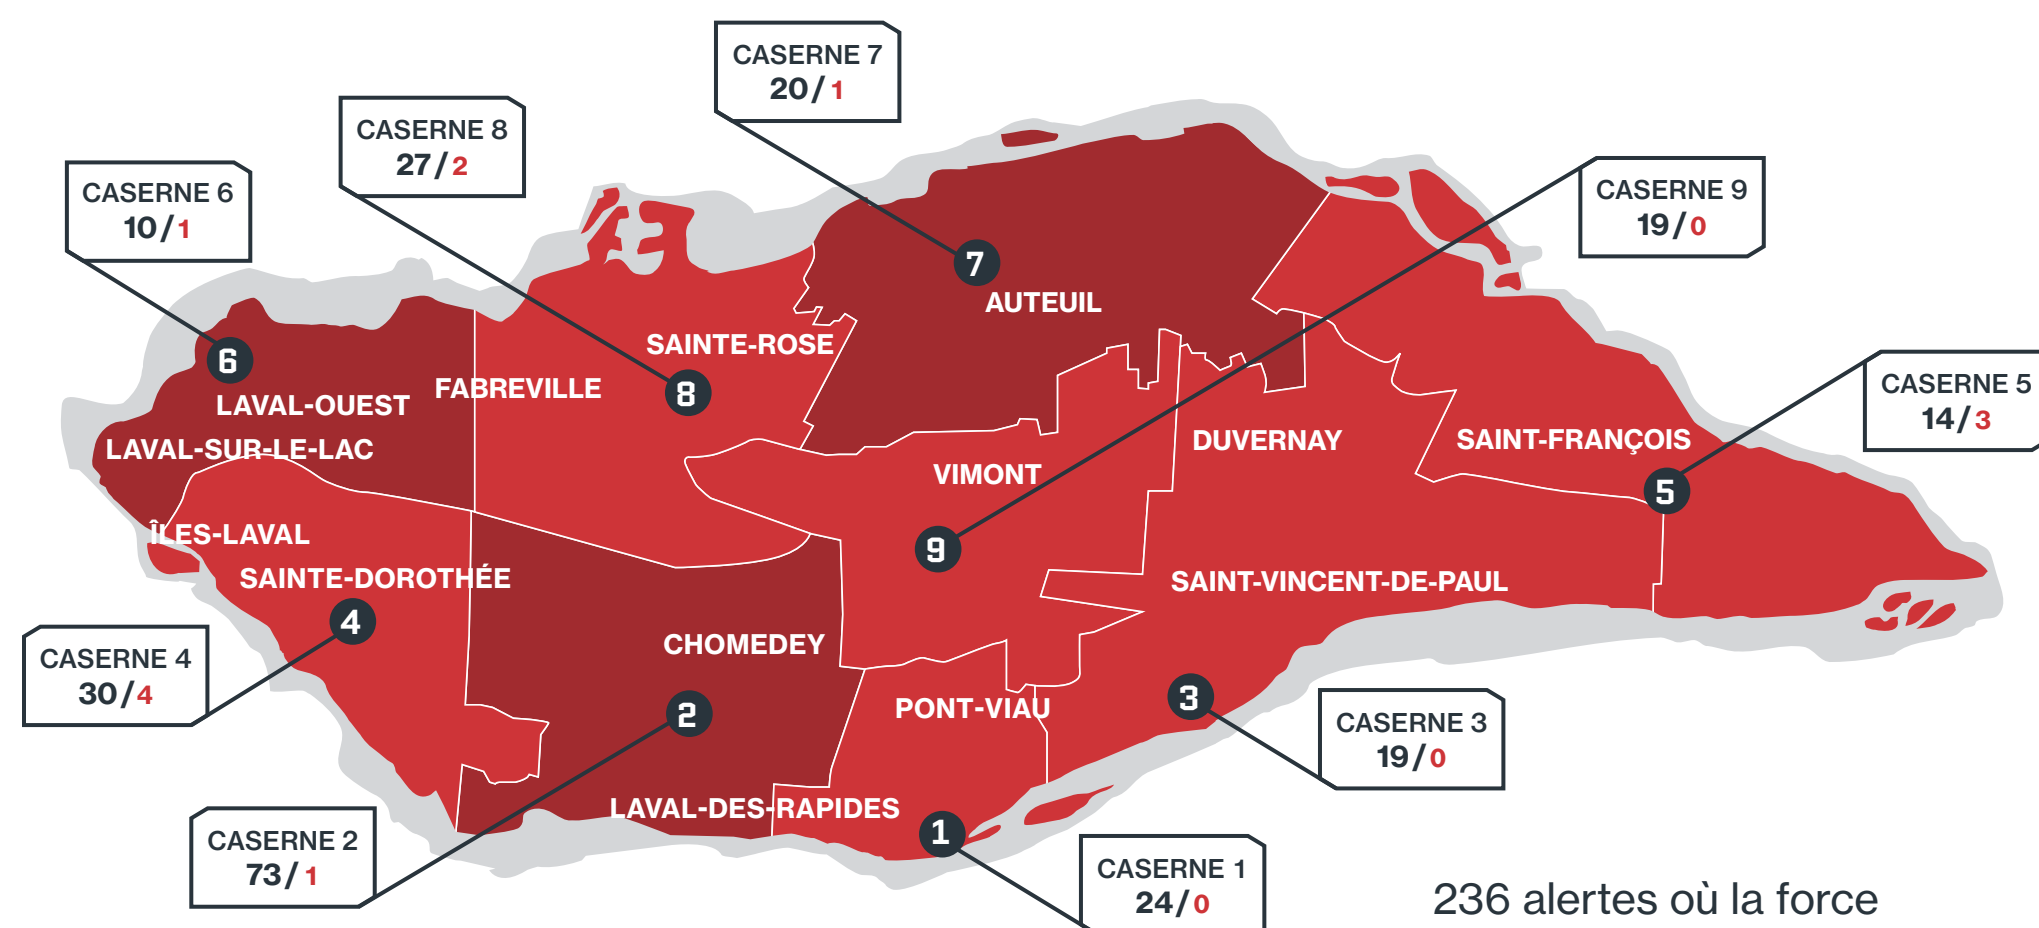 CASERNE 7
20/1
CASERNE 8
27/2
CASERNE 6
10/1
CASERNE 9
19/0
7
AUTEUIL
SAINTE-ROSE
6
8
FABREVILLE
LAVAL-OUEST
LAVAL-SUR-LE-LAC
CASERNE 5
14/3
DUVERNAY
SAINT-FRANÇOIS
VIMONT
5
ÎLES-LAVAL
9
SAINTE-DOROTHÉE
SAINT-VINCENT-DE-PAUL
4
CHOMEDEY
CASERNE 4
30/4
2
PONT-VIAU
3
CASERNE 3
19/0
LAVAL-DES-RAPIDES
1
CASERNE 2
73/1
CASERNE 1
24/0
236 alertes où la force